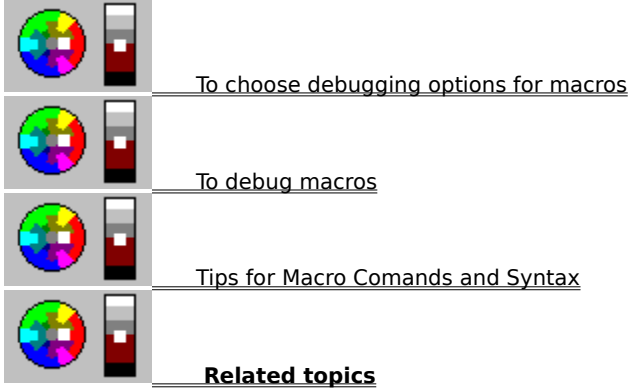 To choose debugging options for macros
To debug macros
Tips for Macro Comands and Syntax
Related topics